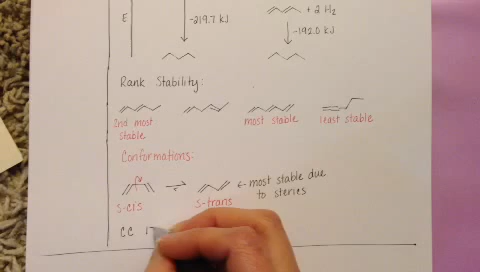 E
-219.7 KJ
+ 2 H₂
-192.0 KJ
Rank Stability:
2nd most stable
most stable
least stable
Conformations:
s-cis
⇌
s-trans
← most stable due
to sterics
CC